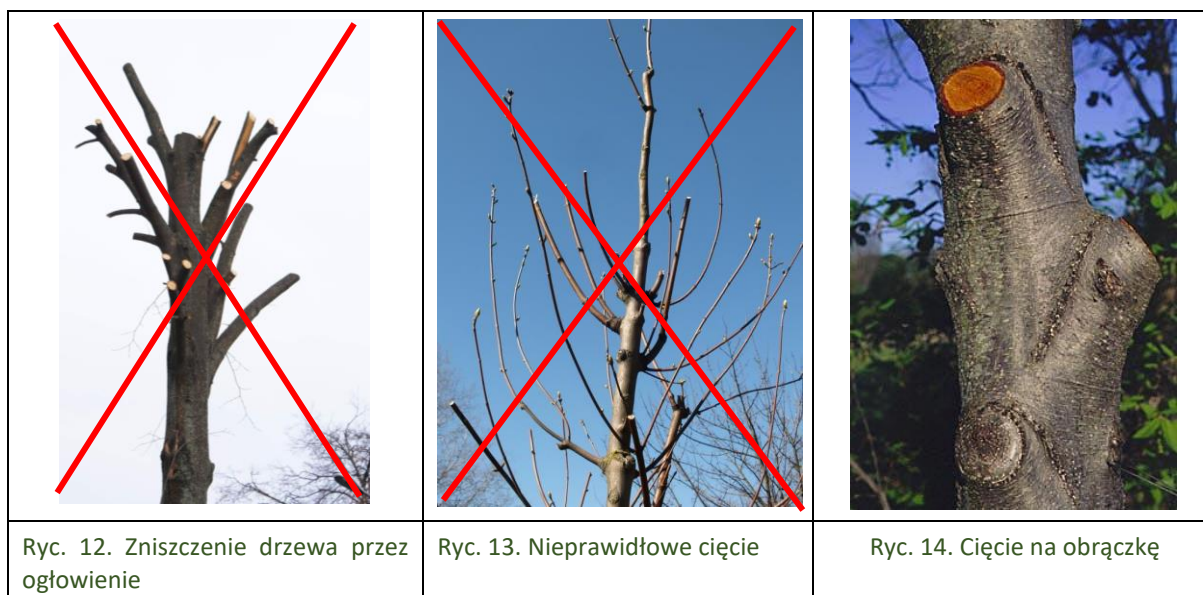 Ryc. 12. Zniszczenie drzewa przez
ogłowienie
Ryc. 13. Nieprawidłowe cięcie
Ryc. 14. Cięcie na obrączkę